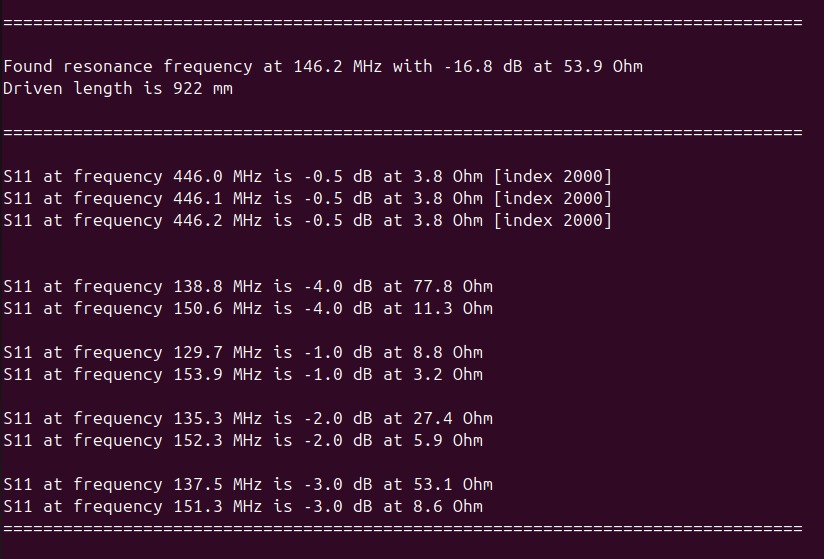 ================================================================================
Found resonance frequency at 146.2 MHz with -16.8 dB at 53.9 Ohm
Driven length is 922 mm
================================================================================
S11 at frequency 446.0 MHz is -0.5 dB at 3.8 Ohm [index 2000]
S11 at frequency 446.1 MHz is -0.5 dB at 3.8 Ohm [index 2000]
S11 at frequency 446.2 MHz is -0.5 dB at 3.8 Ohm [index 2000]
S11 at frequency 138.8 MHz is -4.0 dB at 77.8 Ohm
S11 at frequency 150.6 MHz is -4.0 dB at 11.3 Ohm
S11 at frequency 129.7 MHz is -1.0 dB at 8.8 Ohm
S11 at frequency 153.9 MHz is -1.0 dB at 3.2 Ohm
S11 at frequency 135.3 MHz is -2.0 dB at 27.4 Ohm
S11 at frequency 152.3 MHz is -2.0 dB at 5.9 Ohm
S11 at frequency 137.5 MHz is -3.0 dB at 53.1 Ohm
S11 at frequency 151.3 MHz is -3.0 dB at 8.6 Ohm
================================================================================